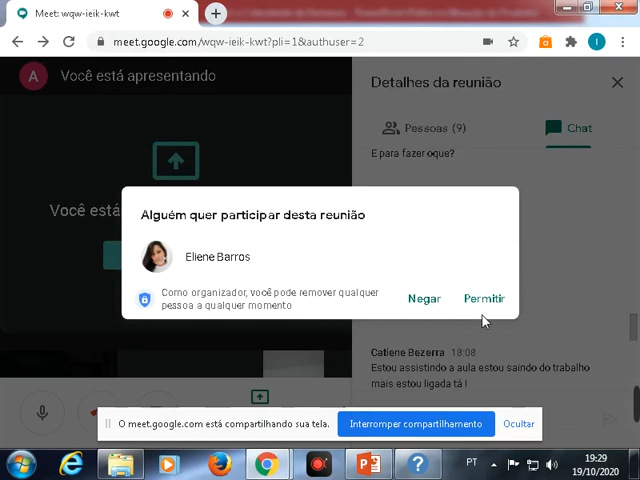 Meet: wqw-ieik-kwt
meet.google.com/wqw-ieik-kwt?pli=1&authuser=2
I
A
Você está apresentando
Detalhes da reunião
Pessoas (9)
Chat
E para fazer oque?
Você está
Alguém quer participar desta reunião
Eliene Barros
Como organizador, você pode remover qualquer
pessoa a qualquer momento
Negar
Permitir
Catiene Bezerra 18:08
Estou assistindo a aula estou saindo do trabalho
mais estou ligada tá !
O meet.google.com está compartilhando sua tela.
Interromper compartilhamento
Ocultar
PT
19:29
19/10/2020